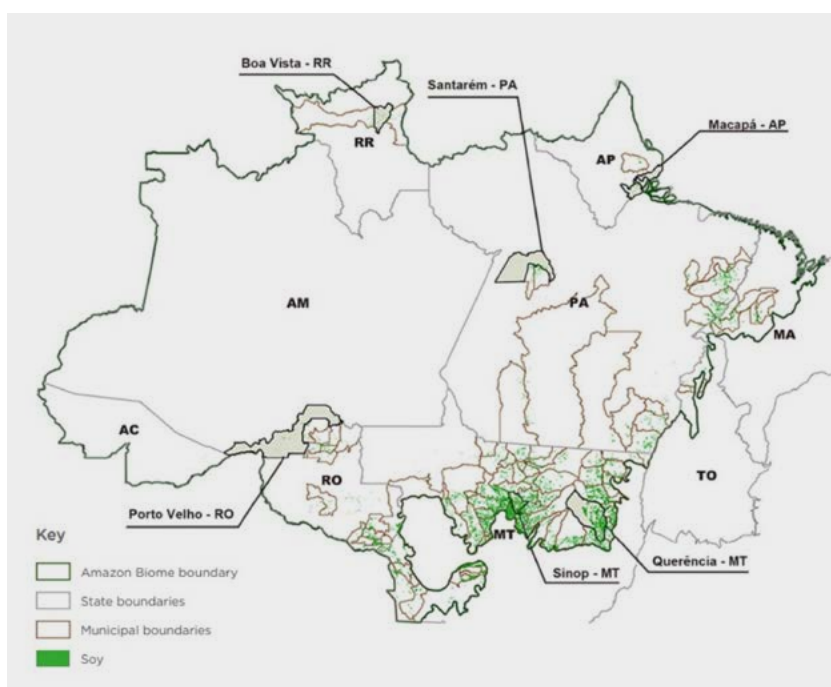 Boa Vista - RR
Santarém - PA
Macapá - AP
RR
AP
AM
PA
MA
AC
RO
TO
Porto Velho - RO
MT
Querência - MT
Sinop - MT
Key
Amazon Biome boundary
State boundaries
Municipal boundaries
Soy